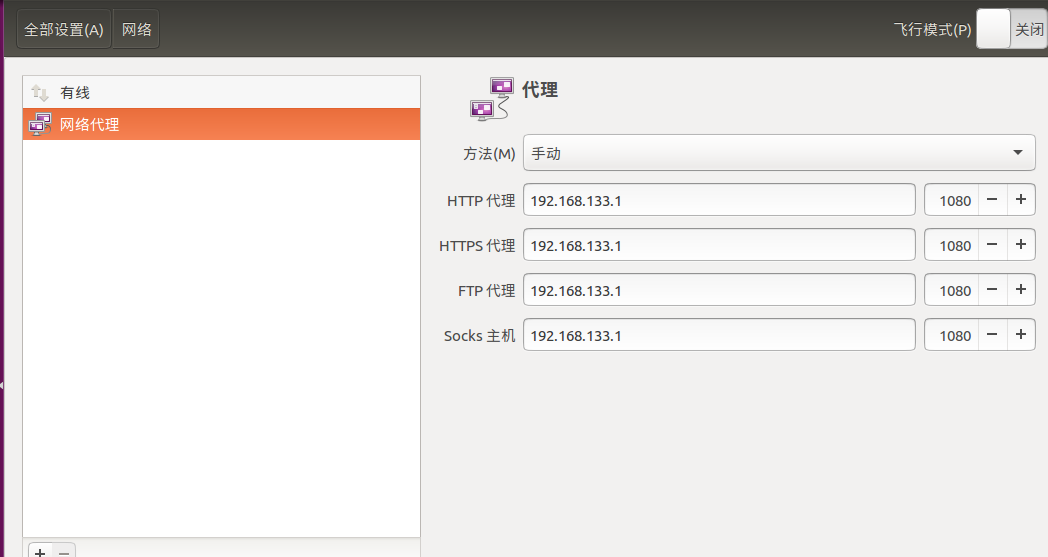 全部设置(A) 网络 飞行模式(P) 关闭
有线
网络代理
代理
方法(M) 手动
HTTP 代理 192.168.133.1 1080 − +
HTTPS 代理 192.168.133.1 1080 − +
FTP 代理 192.168.133.1 1080 − +
Socks 主机 192.168.133.1 1080 − +
+ −